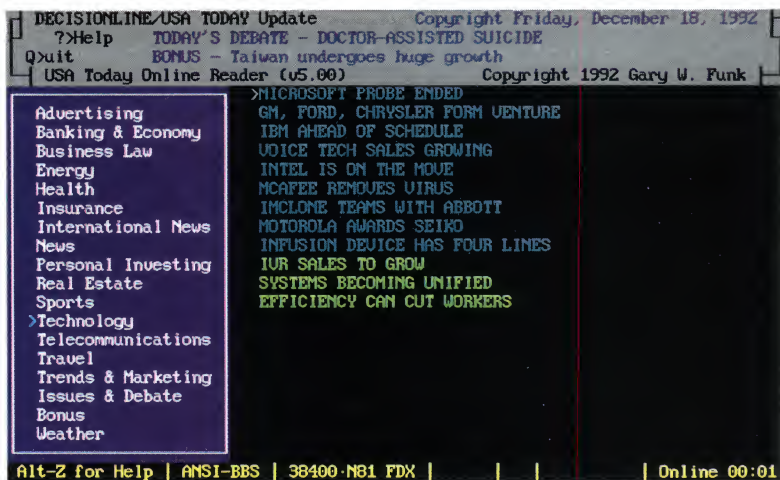 DECISIONLINE/USA TODAY Update Copyright Friday, December 18, 1992
?>Help TODAY'S DEBATE - DOCTOR-ASSISTED SUICIDE
Q>uit BONUS - Taiwan undergoes huge growth
USA Today Online Reader (v5.00) Copyright 1992 Gary W. Funk
Advertising
Banking & Economy
Business Law
Energy
Health
Insurance
International News
News
Personal Investing
Real Estate
Sports
>Technology
Telecommunications
Travel
Trends & Marketing
Issues & Debate
Bonus
Weather
>MICROSOFT PROBE ENDED
GM, FORD, CHRYSLER FORM VENTURE
IBM AHEAD OF SCHEDULE
VOICE TECH SALES GROWING
INTEL IS ON THE MOVE
MCAFEE REMOVES VIRUS
IMCLONE TEAMS WITH ABBOTT
MOTOROLA AWARDS SEIKO
INFUSION DEVICE HAS FOUR LINES
IVR SALES TO GROW
SYSTEMS BECOMING UNIFIED
EFFICIENCY CAN CUT WORKERS
Alt-Z for Help | ANSI-BBS | 38400·N81 FDX | | | | Online 00:01